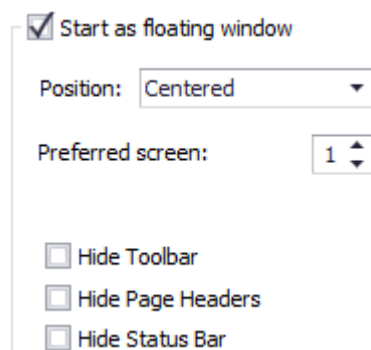 Start as floating window
Position: Centered
Preferred screen: 1
Hide Toolbar
Hide Page Headers
Hide Status Bar